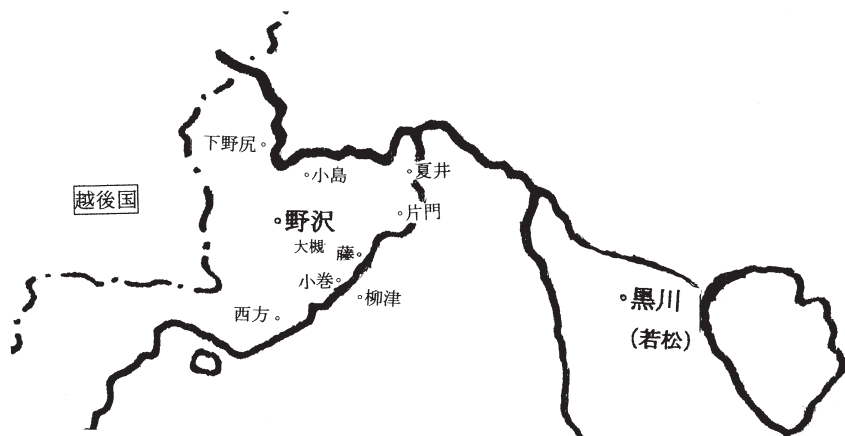 下野尻
小島
夏井
越後国
片門
野沢
大槻
藤
小巻
柳津
西方
黒川
(若松)